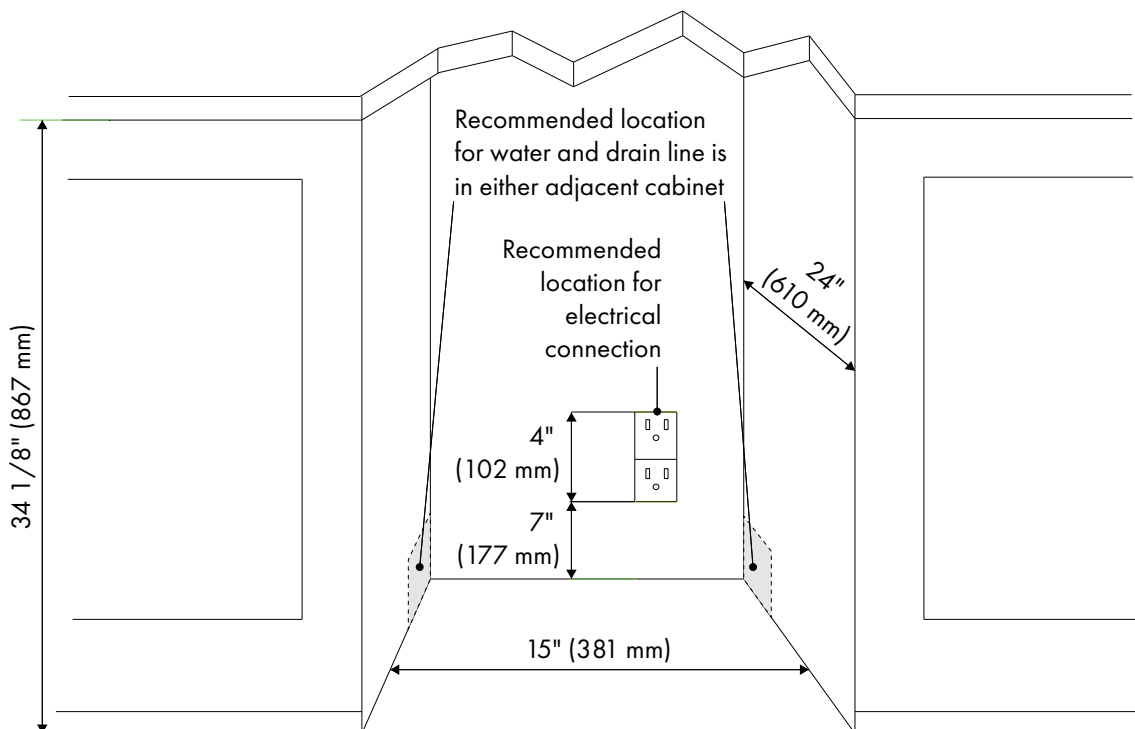 Recommended location
for water and drain line is
in either adjacent cabinet
Recommended
location for
electrical
connection
24"
(610 mm)
34 1/8" (867 mm)
4"
(102 mm)
7"
(177 mm)
15" (381 mm)